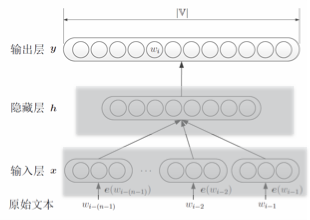 |𝕍|
输出层 y w_i
隐藏层 h
输入层 x ...
e(w_{i-(n-1)}) e(w_{i-2}) e(w_{i-1})
原始文本 w_{i-(n-1)} w_{i-2} w_{i-1}